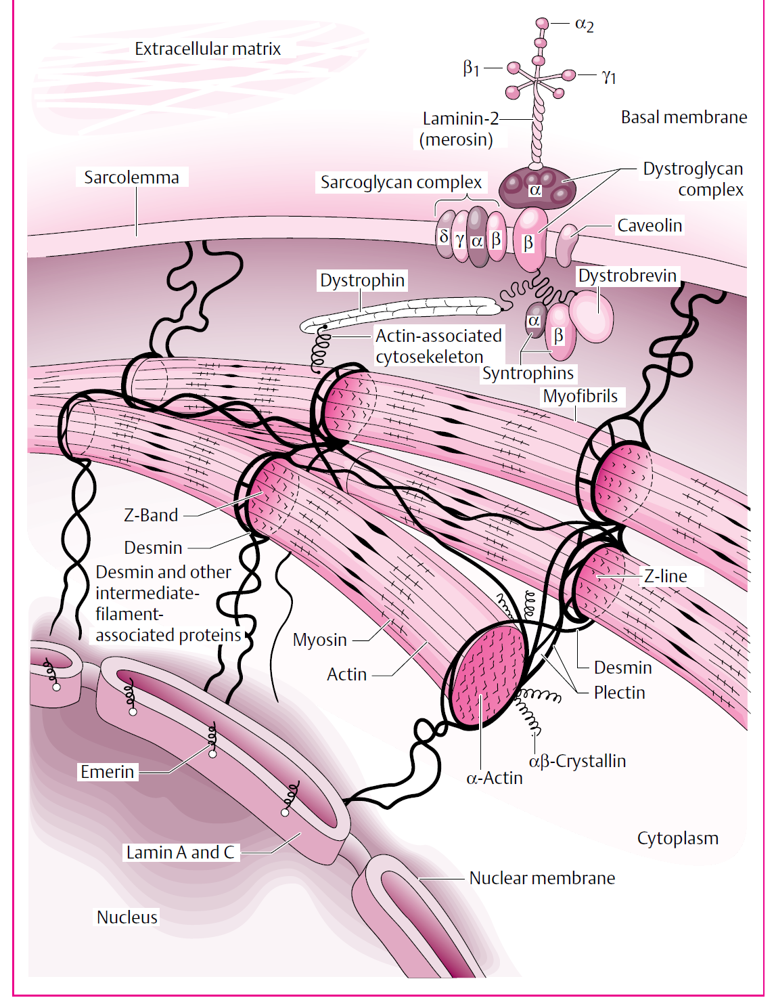 α2
Extracellular matrix
β1
γ1
Laminin-2
(merosin)
Basal membrane
Sarcolemma
Sarcoglycan complex
Dystroglycan
complex
α
Caveolin
δ
γ
α
β
β
Dystrophin
Dystrobrevin
α
β
Actin-associated
cytosekeleton
Syntrophins
Myofibrils
Z-Band
Desmin
Desmin and other
intermediate-
filament-
associated proteins
Z-line
Myosin
Actin
Desmin
Plectin
αβ-Crystallin
α-Actin
Emerin
Lamin A and C
Cytoplasm
Nuclear membrane
Nucleus